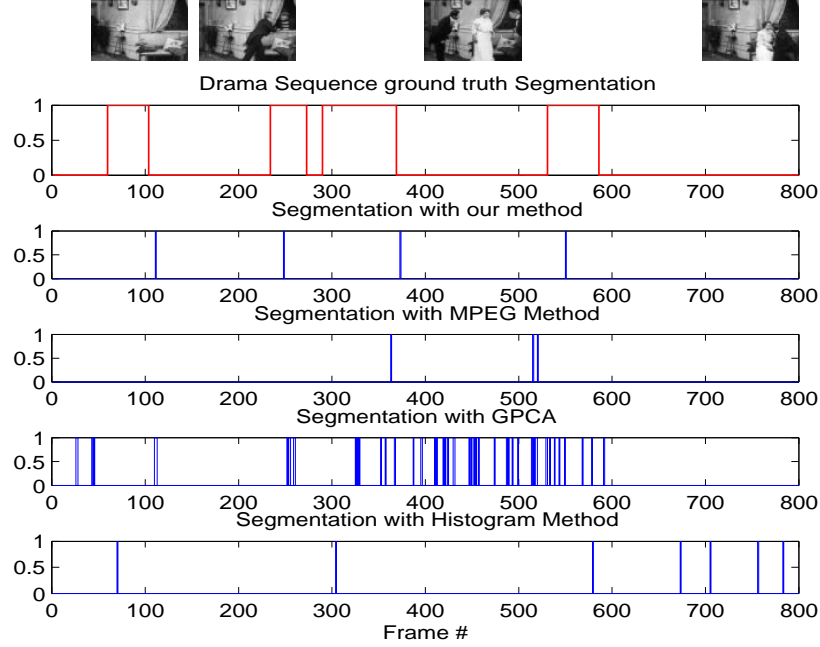 Drama Sequence ground truth Segmentation
1
0.5
0
0 100 200 300 400 500 600 700 800
Segmentation with our method
1
0.5
0
0 100 200 300 400 500 600 700 800
Segmentation with MPEG Method
1
0.5
0
0 100 200 300 400 500 600 700 800
Segmentation with GPCA
1
0.5
0
0 100 200 300 400 500 600 700 800
Segmentation with Histogram Method
1
0.5
0
0 100 200 300 400 500 600 700 800
Frame #